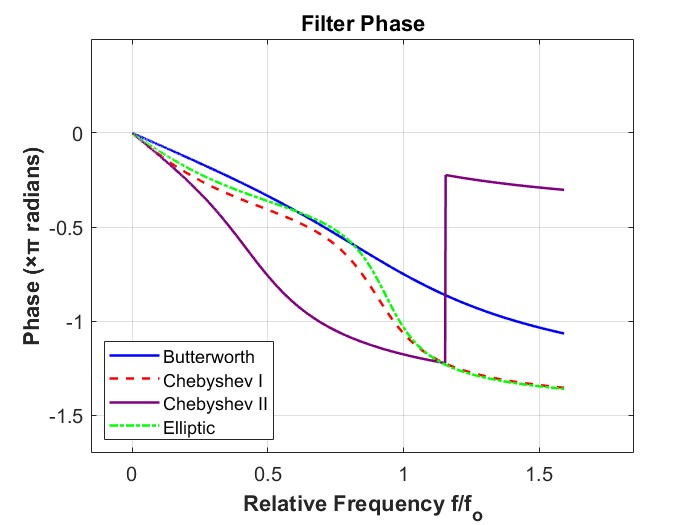 Filter Phase
Phase (×π radians)
0
-0.5
-1
-1.5
Butterworth
Chebyshev I
Chebyshev II
Elliptic
0 0.5 1 1.5
Relative Frequency f/fo